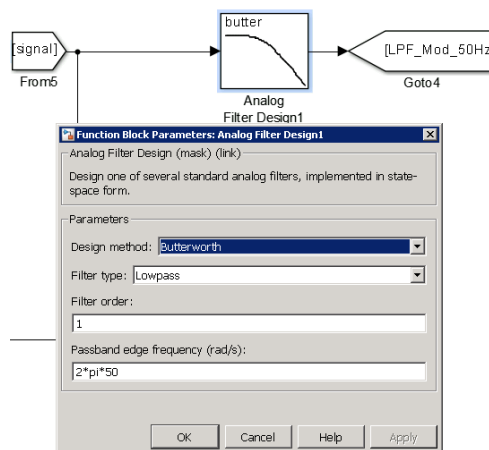 butter
[signal]
[LPF_Mod_50Hz
From5
Goto4
Analog
Filter Design1
Function Block Parameters: Analog Filter Design1
Analog Filter Design (mask) (link)
Design one of several standard analog filters, implemented in state-
space form.
Parameters
Design method: Butterworth
Filter type: Lowpass
Filter order:
1
Passband edge frequency (rad/s):
2*pi*50
OK Cancel Help Apply